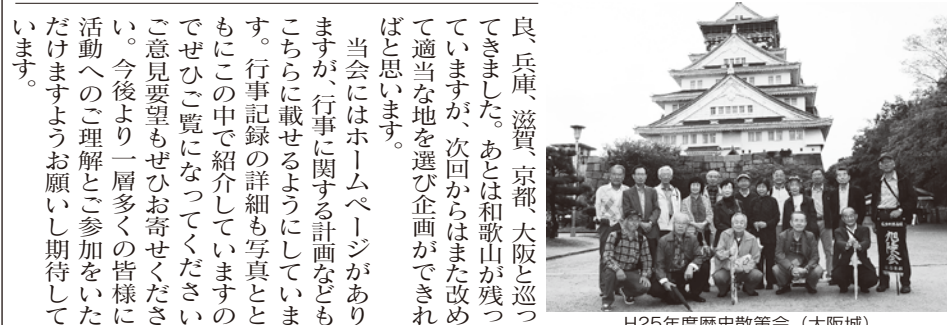 良、兵庫、滋賀、京都、大阪と巡っ
てきました。あとは和歌山が残っ
ていますが、次回からはまた改め
て適当な地を選び企画ができれ
ばと思います。
　当会にはホームページがあり
ますが、行事に関する計画なども
こちらに載せるようにしていま
す。行事記録の詳細も写真とと
もにこの中で紹介していますの
でぜひご覧になってください。
ご意見要望もぜひお寄せくださ
い。今後より一層多くの皆様に
活動へのご理解とご参加をいた
だけますようお願いし期待して
います。
H25年度歴史散策会（大阪城）